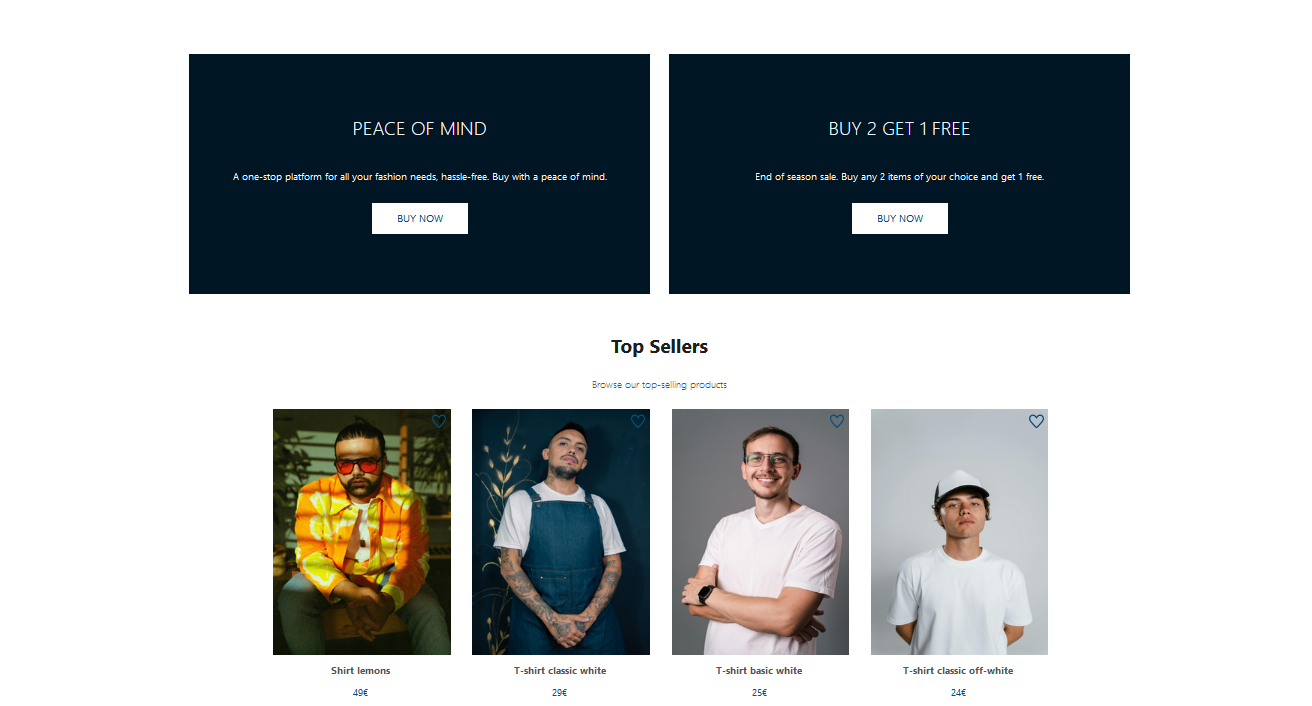 PEACE OF MIND
A one-stop platform for all your fashion needs, hassle-free. Buy with a peace of mind.
BUY NOW
BUY 2 GET 1 FREE
End of season sale. Buy any 2 items of your choice and get 1 free.
BUY NOW
Top Sellers
Browse our top-selling products
Shirt lemons
49€
T-shirt classic white
29€
T-shirt basic white
25€
T-shirt classic off-white
24€